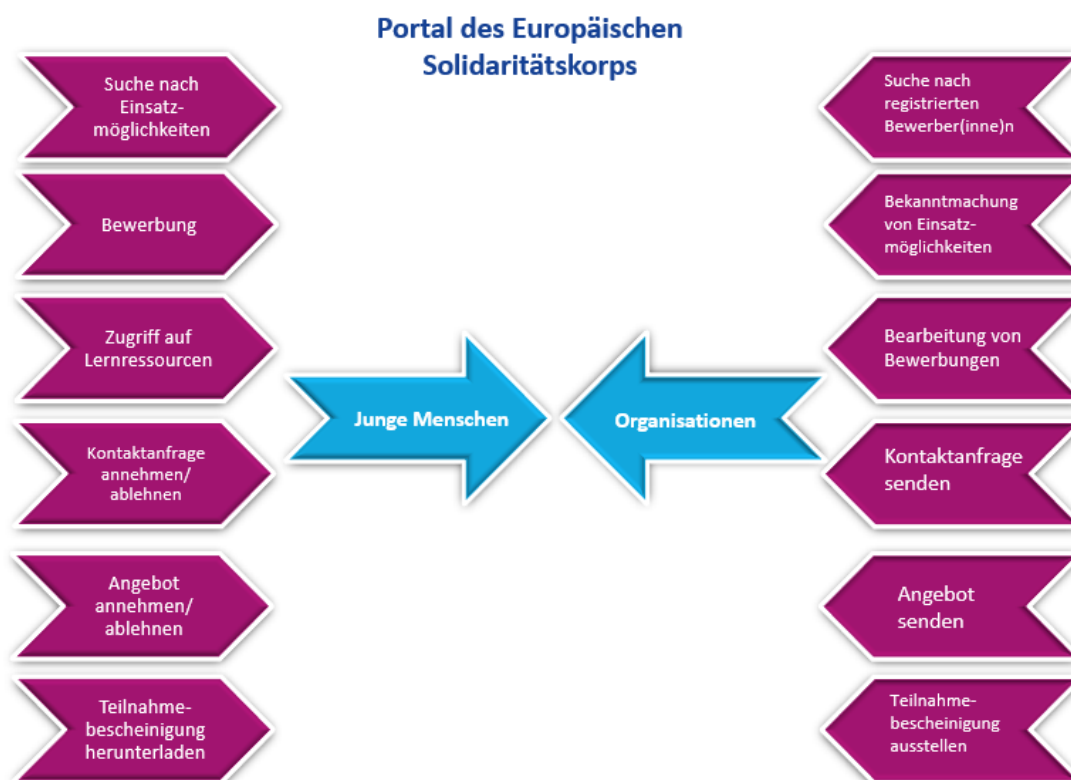 Portal des Europäischen
Solidaritätskorps
Suche nach
Einsatz-
möglichkeiten
Bewerbung
Zugriff auf
Lernressourcen
Kontaktanfrage
annehmen/
ablehnen
Angebot
annehmen/
ablehnen
Teilnahme-
bescheinigung
herunterladen
Junge Menschen
Organisationen
Suche nach
registrierten
Bewerber(inne)n
Bekanntmachung
von Einsatz-
möglichkeiten
Bearbeitung von
Bewerbungen
Kontaktanfrage
senden
Angebot
senden
Teilnahme-
bescheinigung
ausstellen